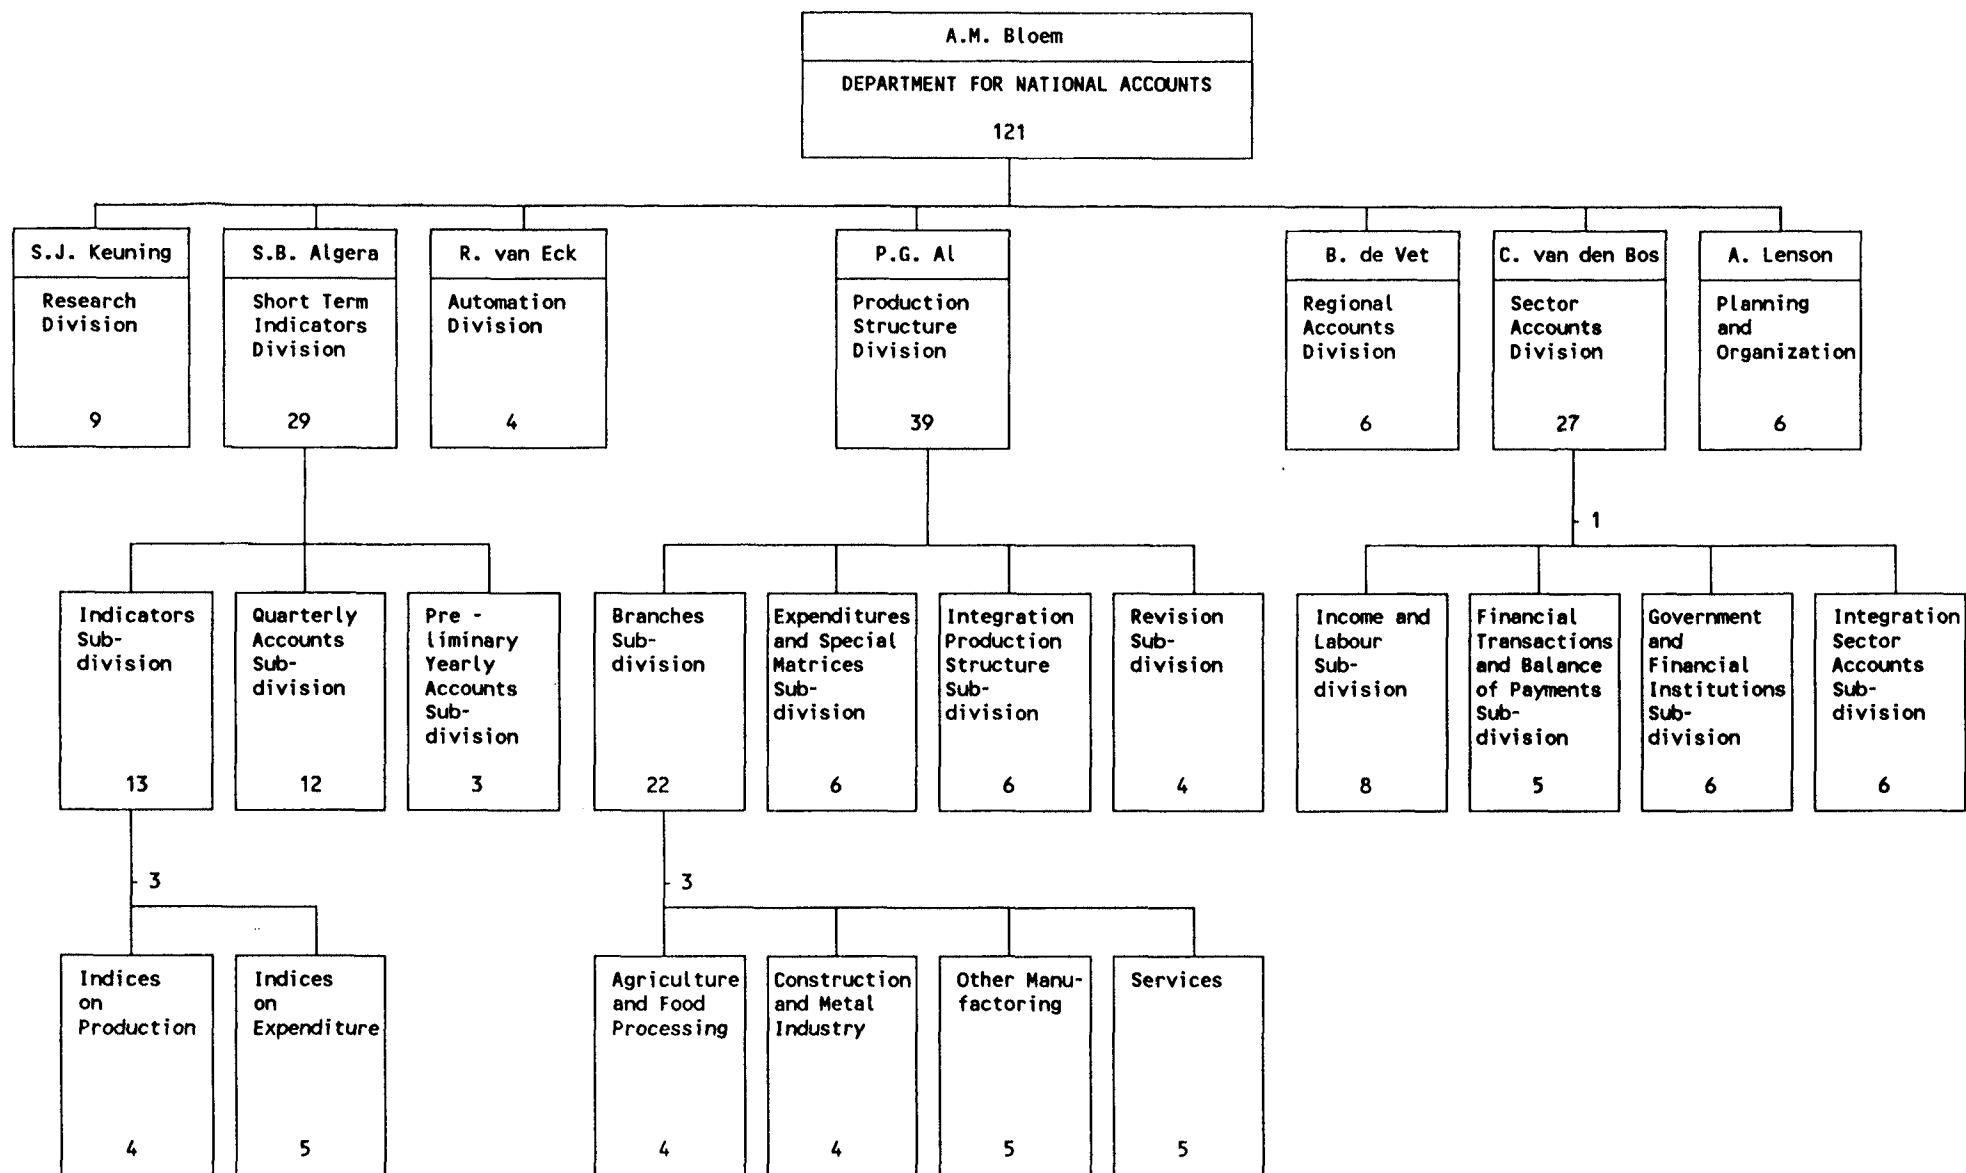 A.M. Bloem
DEPARTMENT FOR NATIONAL ACCOUNTS
121
S.J. Keuning
Research
Division
9
S.B. Algera
Short Term
Indicators
Division
29
R. van Eck
Automation
Division
4
P.G. Al
Production
Structure
Division
39
B. de Vet
Regional
Accounts
Division
6
C. van den Bos
Sector
Accounts
Division
27
A. Lenson
Planning
and
Organization
6
1
Indicators
Sub-
division
13
Quarterly
Accounts
Sub-
division
12
Pre -
liminary
Yearly
Accounts
Sub-
division
3
Branches
Sub-
division
22
Expenditures
and Special
Matrices
Sub-
division
6
Integration
Production
Structure
Sub-
division
6
Revision
Sub-
division
4
Income and
Labour
Sub-
division
8
Financial
Transactions
and Balance
of Payments
Sub-
division
5
Government
and
Financial
Institutions
Sub-
division
6
Integration
Sector
Accounts
Sub-
division
6
3
3
Indices
on
Production
4
Indices
on
Expenditure
5
Agriculture
and Food
Processing
4
Construction
and Metal
Industry
4
Other Manu-
factoring
5
Services
5